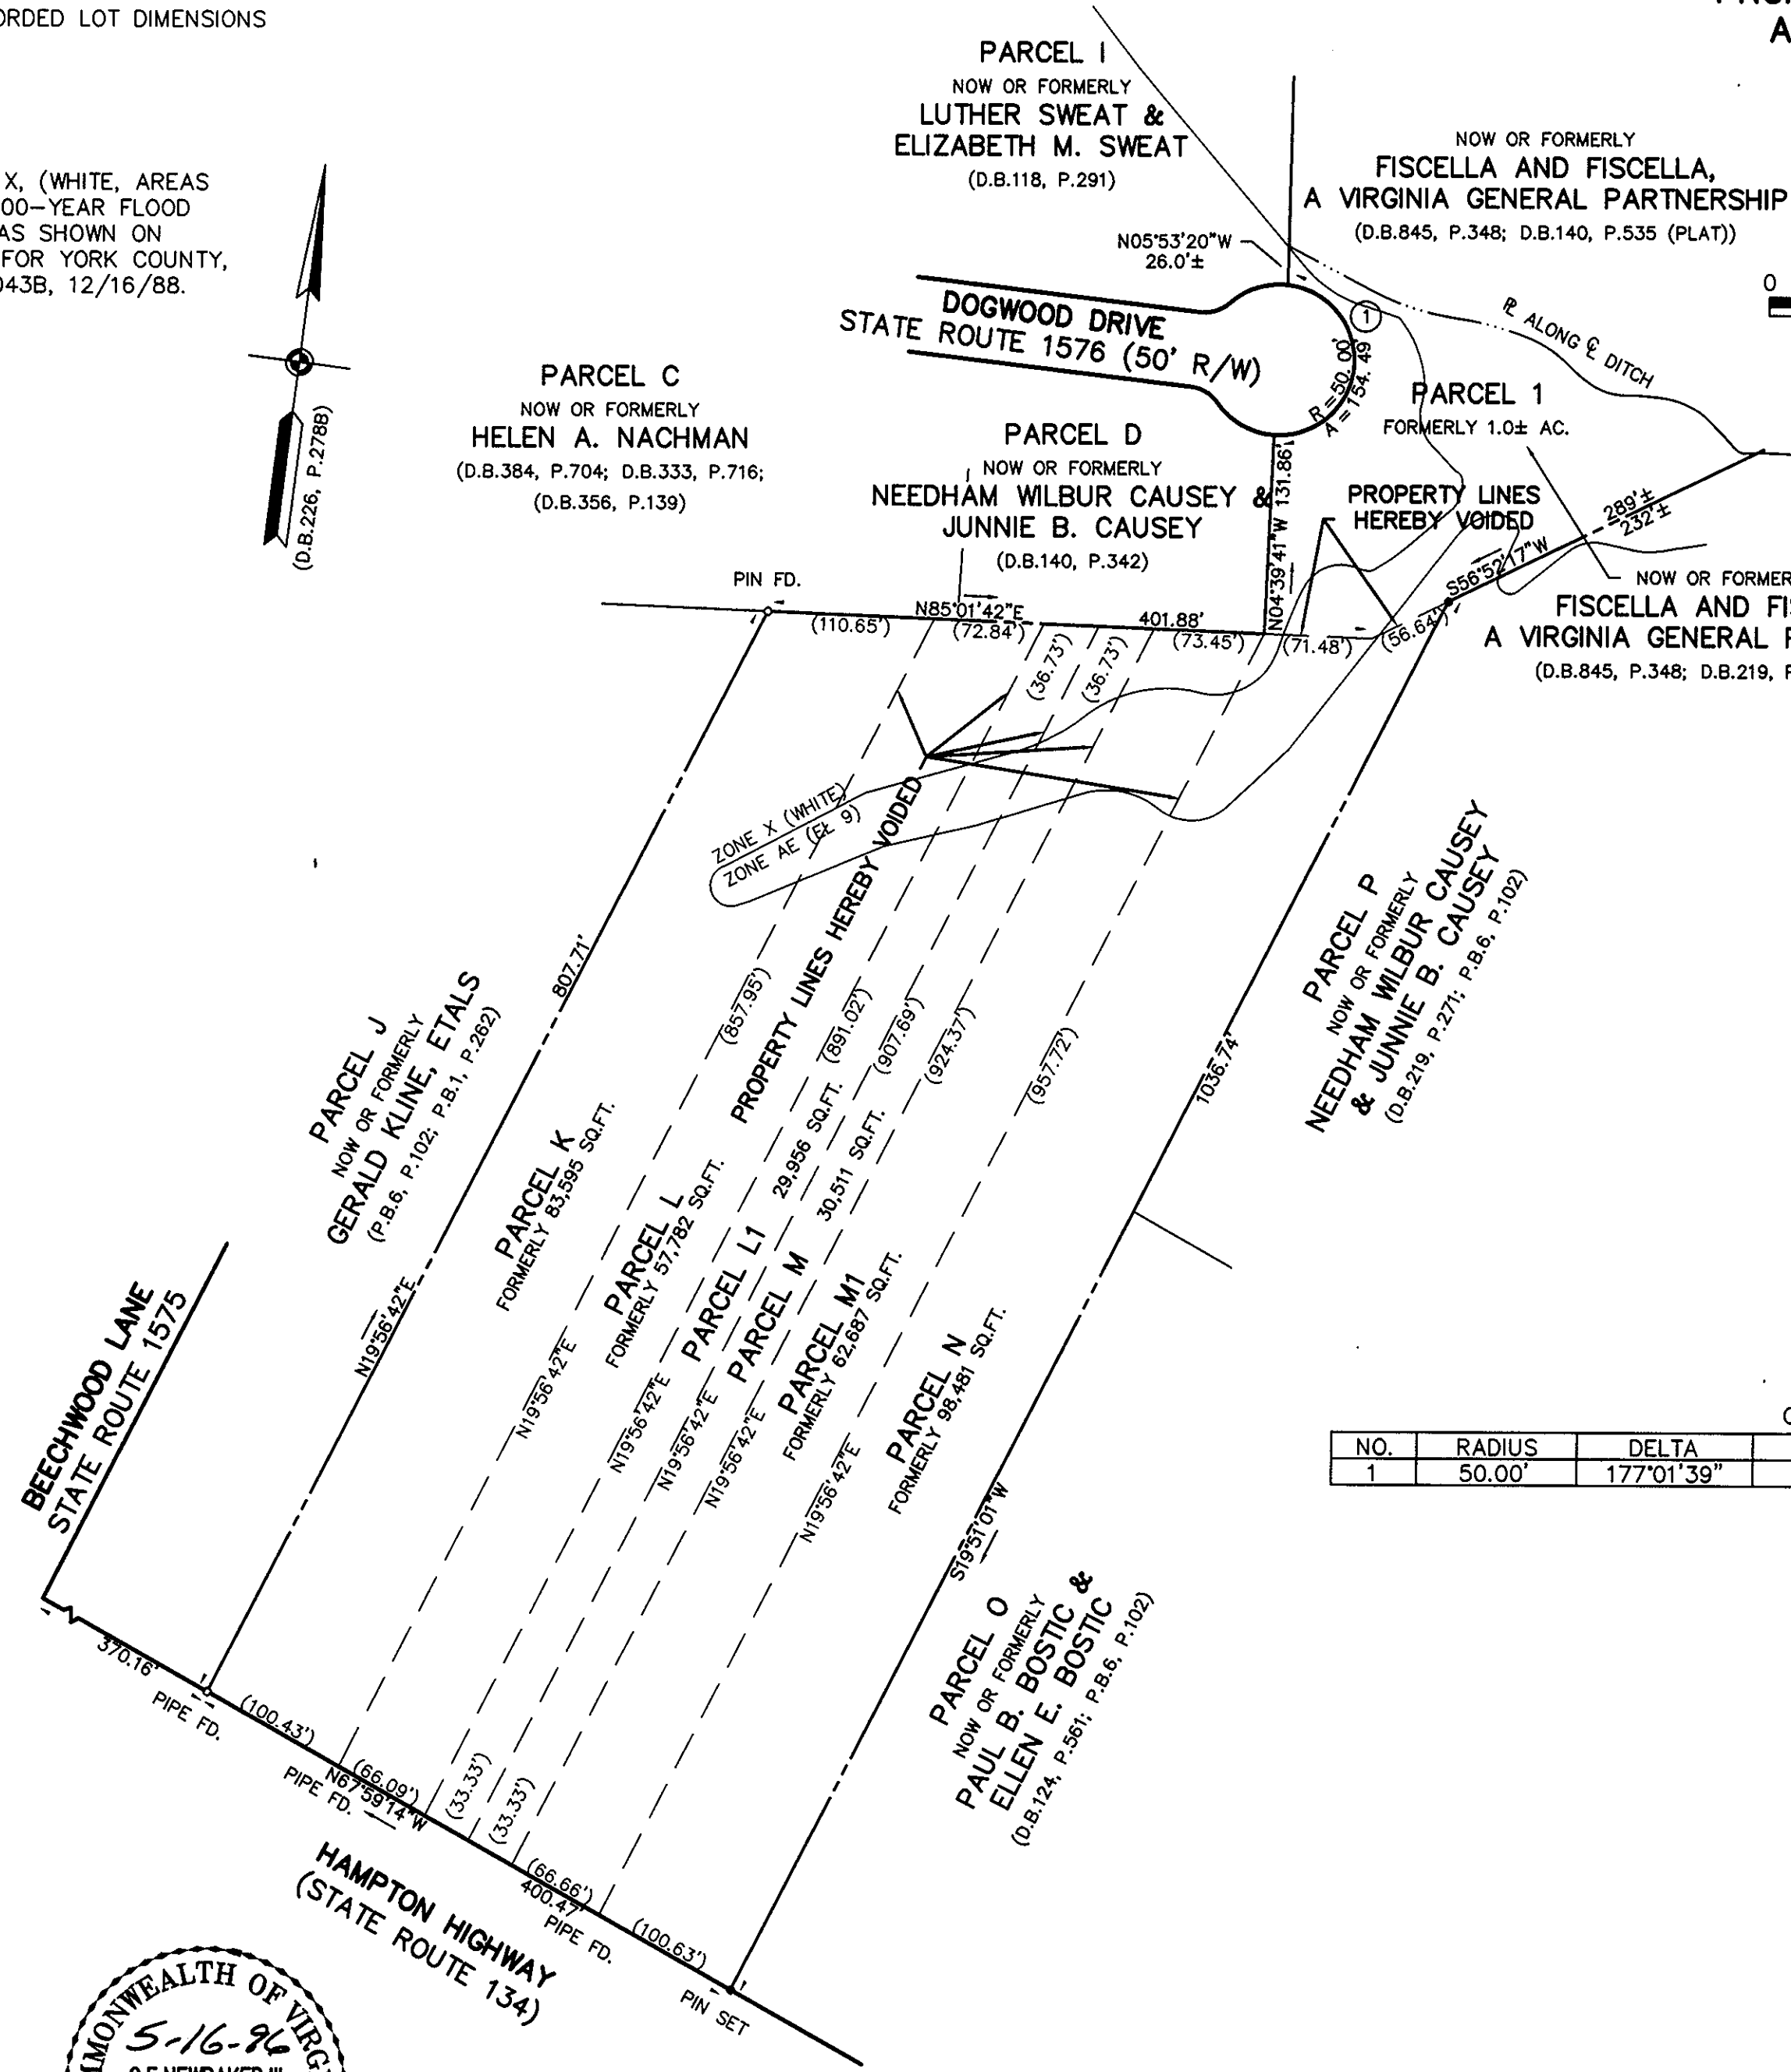 ORDED LOT DIMENSIONS
A
PARCEL I
NOW OR FORMERLY
LUTHER SWEAT &
ELIZABETH M. SWEAT
(D.B.118, P.291)
NOW OR FORMERLY
FISCELLA AND FISCELLA,
A VIRGINIA GENERAL PARTNERSHIP
(D.B.845, P.348; D.B.140, P.535 (PLAT))
X, (WHITE, AREAS
00-YEAR FLOOD
AS SHOWN ON
FOR YORK COUNTY,
043B, 12/16/88.
(D.B.226, P.278B)
N05°53'20"W
26.0'±
0
DOGWOOD DRIVE
STATE ROUTE 1576 (50' R/W)
1
R = 50.00'
A = 154.49'
℄ ALONG ℄ DITCH
PARCEL C
NOW OR FORMERLY
HELEN A. NACHMAN
(D.B.384, P.704; D.B.333, P.716;
(D.B.356, P.139)
PARCEL D
NOW OR FORMERLY
NEEDHAM WILBUR CAUSEY &
JUNNIE B. CAUSEY
(D.B.140, P.342)
PARCEL 1
FORMERLY 1.0± AC.
N04°39'41"W 131.86'
PROPERTY LINES
HEREBY VOIDED
289'±
232'±
S56°52'17"W
NOW OR FORMER
FISCELLA AND FI
A VIRGINIA GENERAL
(D.B.845, P.348; D.B.219,
PIN FD.
N85°01'42"E
401.88'
(110.65')
(72.84')
(73.45')
(71.48')
(56.64')
(36.73')
(36.73')
ZONE X (WHITE)
ZONE AE (EL 9)
PROPERTY LINES HEREBY VOIDED
807.71'
(857.95')
(891.02')
(907.69')
(924.37')
(957.72')
1036.74'
PARCEL P
NOW OR FORMERLY
NEEDHAM WILBUR CAUSEY
& JUNNIE B. CAUSEY
(D.B.219, P.271; P.B.6, P.102)
PARCEL J
NOW OR FORMERLY
GERALD KLINE, ETALS
(P.B.6, P.102; P.B.1, P.262)
PARCEL K
FORMERLY 83,595 SQ.FT.
PARCEL L
FORMERLY 57,782 SQ.FT.
PARCEL L1
29,956 SQ.FT.
PARCEL M
30,511 SQ.FT.
PARCEL M1
FORMERLY 62,687 SQ.FT.
PARCEL N
FORMERLY 98,481 SQ.FT.
N19°56'42"E
N19°56'42"E
N19°56'42"E
N19°56'42"E
N19°56'42"E
N19°56'42"E
S19°51'01"W
BEECHWOOD LANE
STATE ROUTE 1575
NO. RADIUS DELTA
1 50.00' 177°01'39"
PARCEL O
NOW OR FORMERLY
PAUL B. BOSTIC &
ELLEN E. BOSTIC
(D.B.124, P.561; P.B.6, P.102)
370.16'
PIPE FD.
(100.43')
PIPE FD.
(66.09')
N67°59'14"W
(33.33')
(33.33')
(66.66')
400.47'
PIPE FD.
(100.63')
PIN SET
HAMPTON HIGHWAY
(STATE ROUTE 134)
MONWEALTH OF VIRG
5-16-96